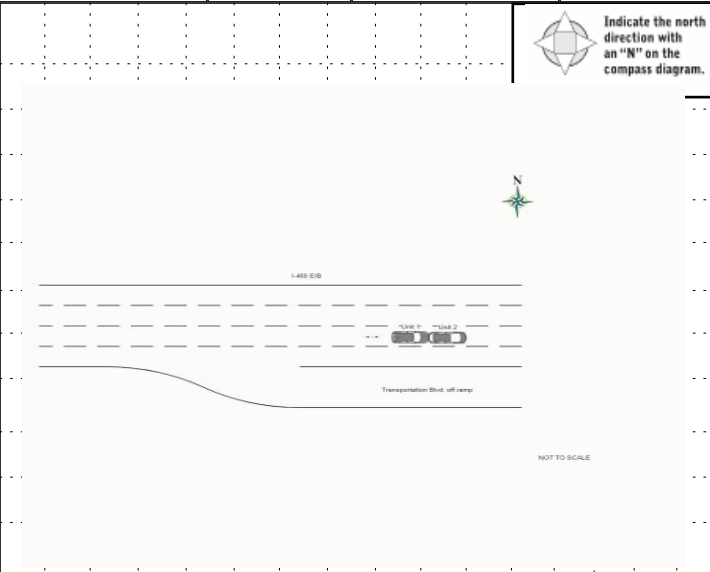 Indicate the north
direction with
an “N” on the
compass diagram.
N
I-480 E/B
"Unit 1" "Unit 2
Transportation Blvd. off ramp
NOT TO SCALE